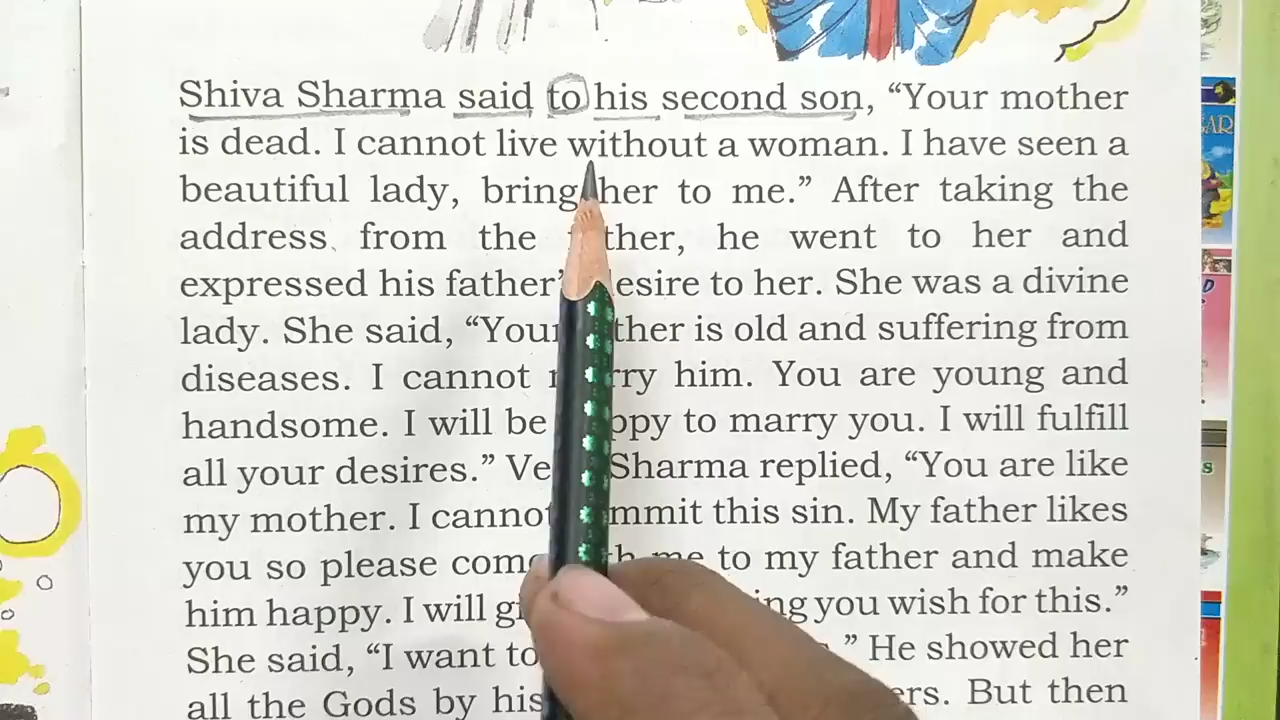 Shiva Sharma said to his second son, “Your mother
is dead. I cannot live without a woman. I have seen a
beautiful lady, bring her to me.” After taking the
address from the ther, he went to her and
expressed his father’ esire to her. She was a divine
lady. She said, “Your ther is old and suffering from
diseases. I cannot rry him. You are young and
handsome. I will be ppy to marry you. I will fulfill
all your desires.” Ve Sharma replied, “You are like
my mother. I cannot mmit this sin. My father likes
you so please com me to my father and make
him happy. I will g ing you wish for this.”
She said, “I want to ” He showed her
all the Gods by his ers. But then